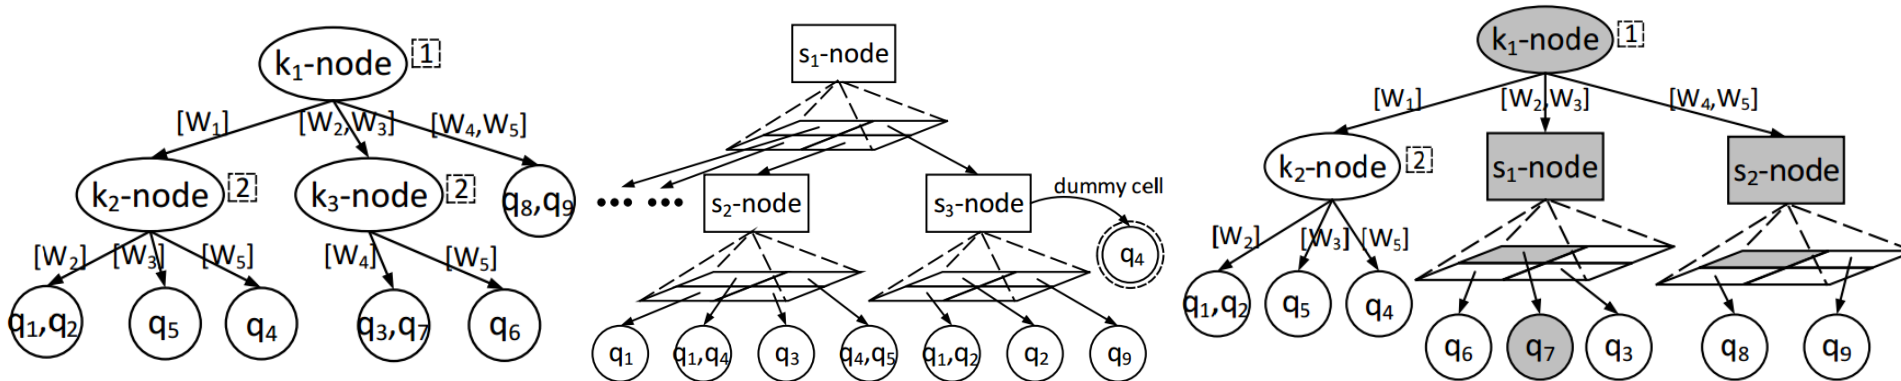 k₁-node 1
[W₁] [W₂,W₃] [W₄,W₅]
k₂-node 2 k₃-node 2 q₈,q₉
[W₂] [W₃] [W₅] [W₄] [W₅]
q₁,q₂ q₅ q₄ q₃,q₇ q₆
s₁-node
••• ••• s₂-node s₃-node dummy cell
q₄
q₁ q₁,q₄ q₃ q₄,q₅ q₁,q₂ q₂ q₉
k₁-node 1
[W₁] [W₂,W₃] [W₄,W₅]
k₂-node 2 s₁-node s₂-node
[W₂] [W₃] [W₅]
q₁,q₂ q₅ q₄
q₆ q₇ q₃ q₈ q₉